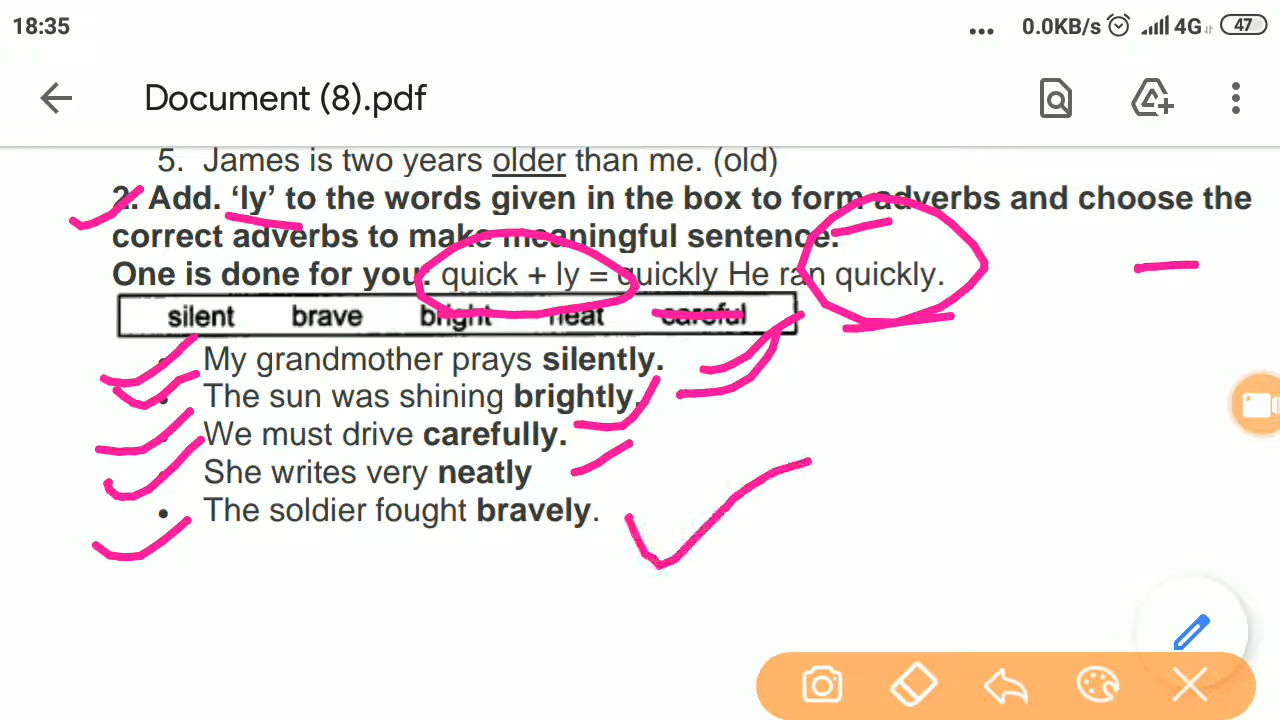 18:35
... 0.0KB/s 4G 47
Document (8).pdf
5. James is two years older than me. (old)
2. Add. ‘ly’ to the words given in the box to form adverbs and choose the
correct adverbs to make meaningful sentence.
One is done for you: quick + ly = quickly He ran quickly.
silent brave bright neat careful
• My grandmother prays silently.
• The sun was shining brightly.
• We must drive carefully.
• She writes very neatly
• The soldier fought bravely.